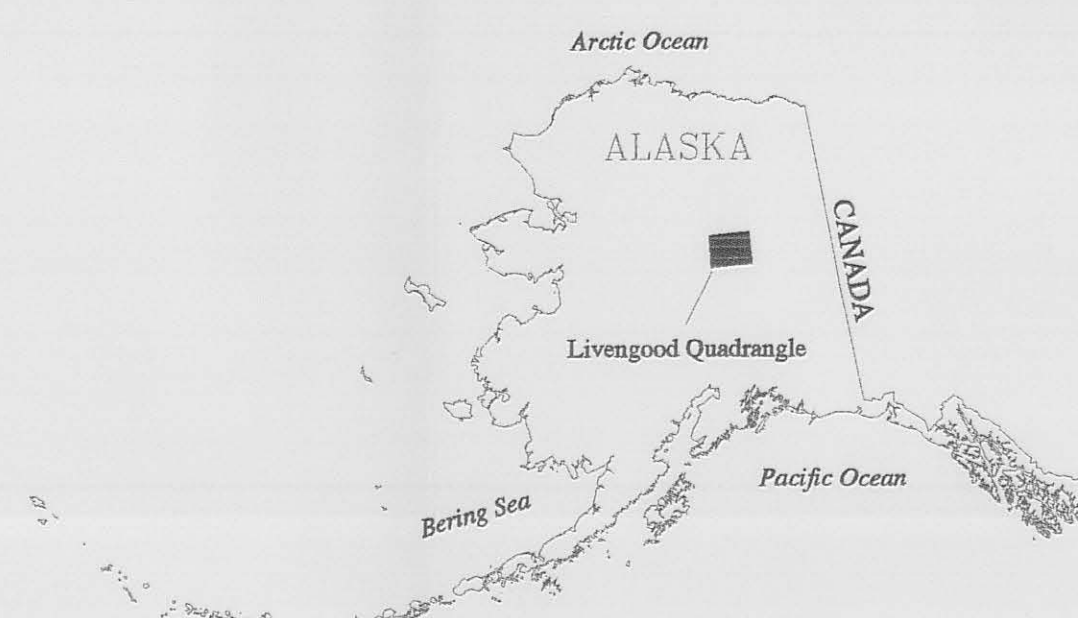 Arctic Ocean
ALASKA
CANADA
Livengood Quadrangle
Pacific Ocean
Bering Sea